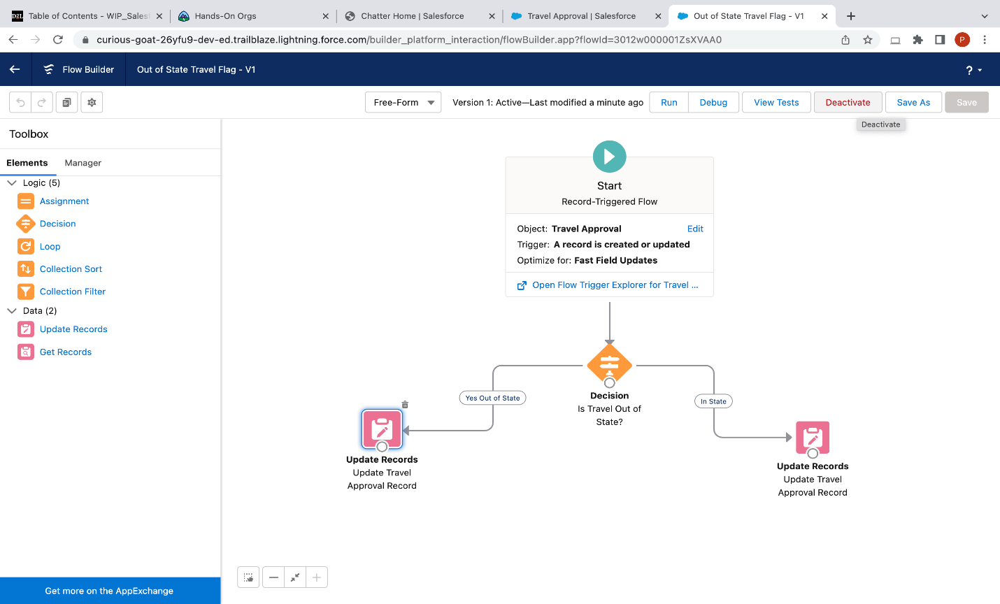 D2L Table of Contents - WIP_Sales
Hands-On Orgs
Chatter Home | Salesforce
Travel Approval | Salesforce
Out of State Travel Flag - V1
curious-goat-26yfu9-dev-ed.trailblaze.lightning.force.com/builder_platform_interaction/flowBuilder.app?flowId=3012w000001ZsXVAA0
P
Flow Builder
Out of State Travel Flag - V1
?
Free-Form
Version 1: Active—Last modified a minute ago
Run
Debug
View Tests
Deactivate
Save As
Save
Deactivate
Toolbox
Elements
Manager
Logic (5)
Assignment
Decision
Loop
Collection Sort
Collection Filter
Data (2)
Update Records
Get Records
Get more on the AppExchange
Start
Record-Triggered Flow
Object: Travel Approval
Edit
Trigger: A record is created or updated
Optimize for: Fast Field Updates
Open Flow Trigger Explorer for Travel ...
Decision
Is Travel Out of
State?
Yes Out of State
In State
Update Records
Update Travel
Approval Record
Update Records
Update Travel
Approval Record